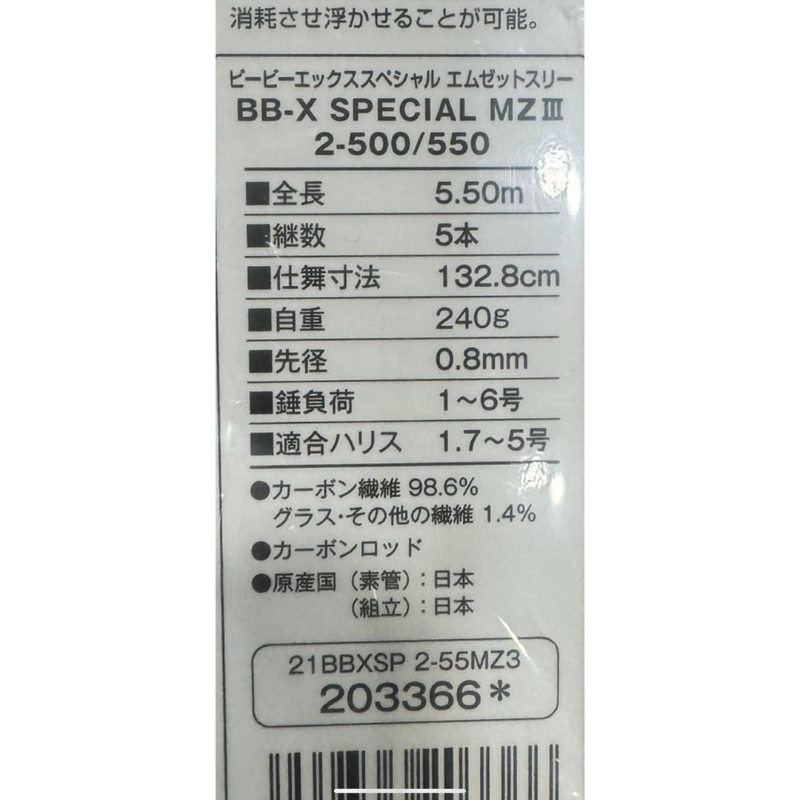 消耗させ浮かせることが可能。
ビービーエックススペシャル エムゼットスリー
BB-X SPECIAL MZⅢ
2-500/550
■全長 5.50m
■継数 5本
■仕舞寸法 132.8cm
■自重 240g
■先径 0.8mm
■錘負荷 1～6号
■適合ハリス 1.7～5号
●カーボン繊維 98.6%
グラス・その他の繊維 1.4%
●カーボンロッド
●原産国（素管）：日本
（組立）：日本
21BBXSP 2-55MZ3
203366*